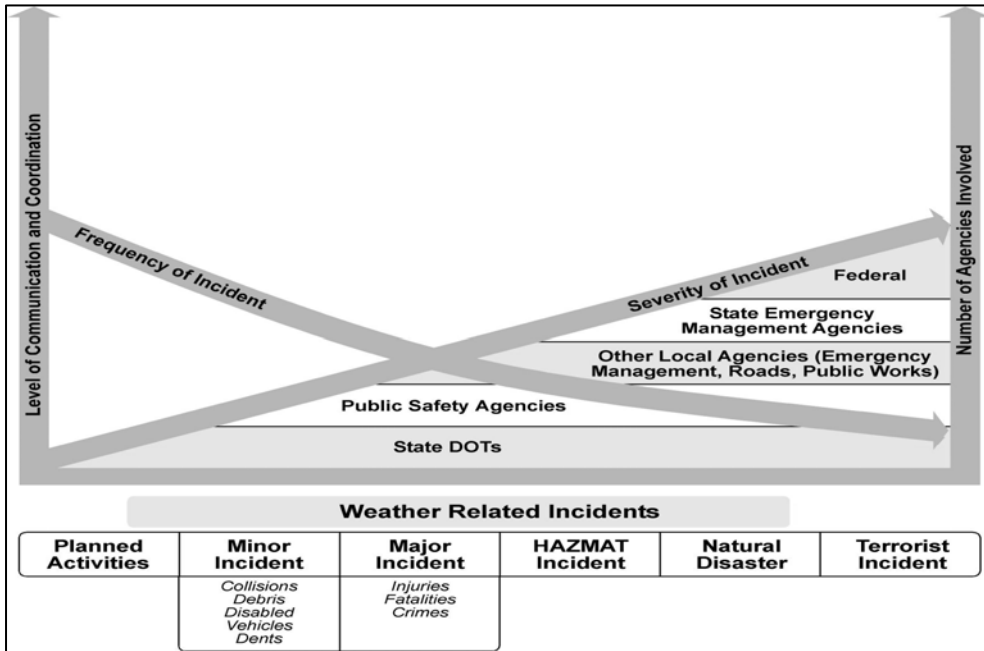 Level of Communication and Coordination
Number of Agencies Involved
Frequency of Incident
Severity of Incident
Federal
State Emergency
Management Agencies
Other Local Agencies (Emergency
Management, Roads, Public Works)
Public Safety Agencies
State DOTs
Weather Related Incidents
Planned
Activities
Minor
Incident
Major
Incident
HAZMAT
Incident
Natural
Disaster
Terrorist
Incident
Collisions
Debris
Disabled
Vehicles
Dents
Injuries
Fatalities
Crimes